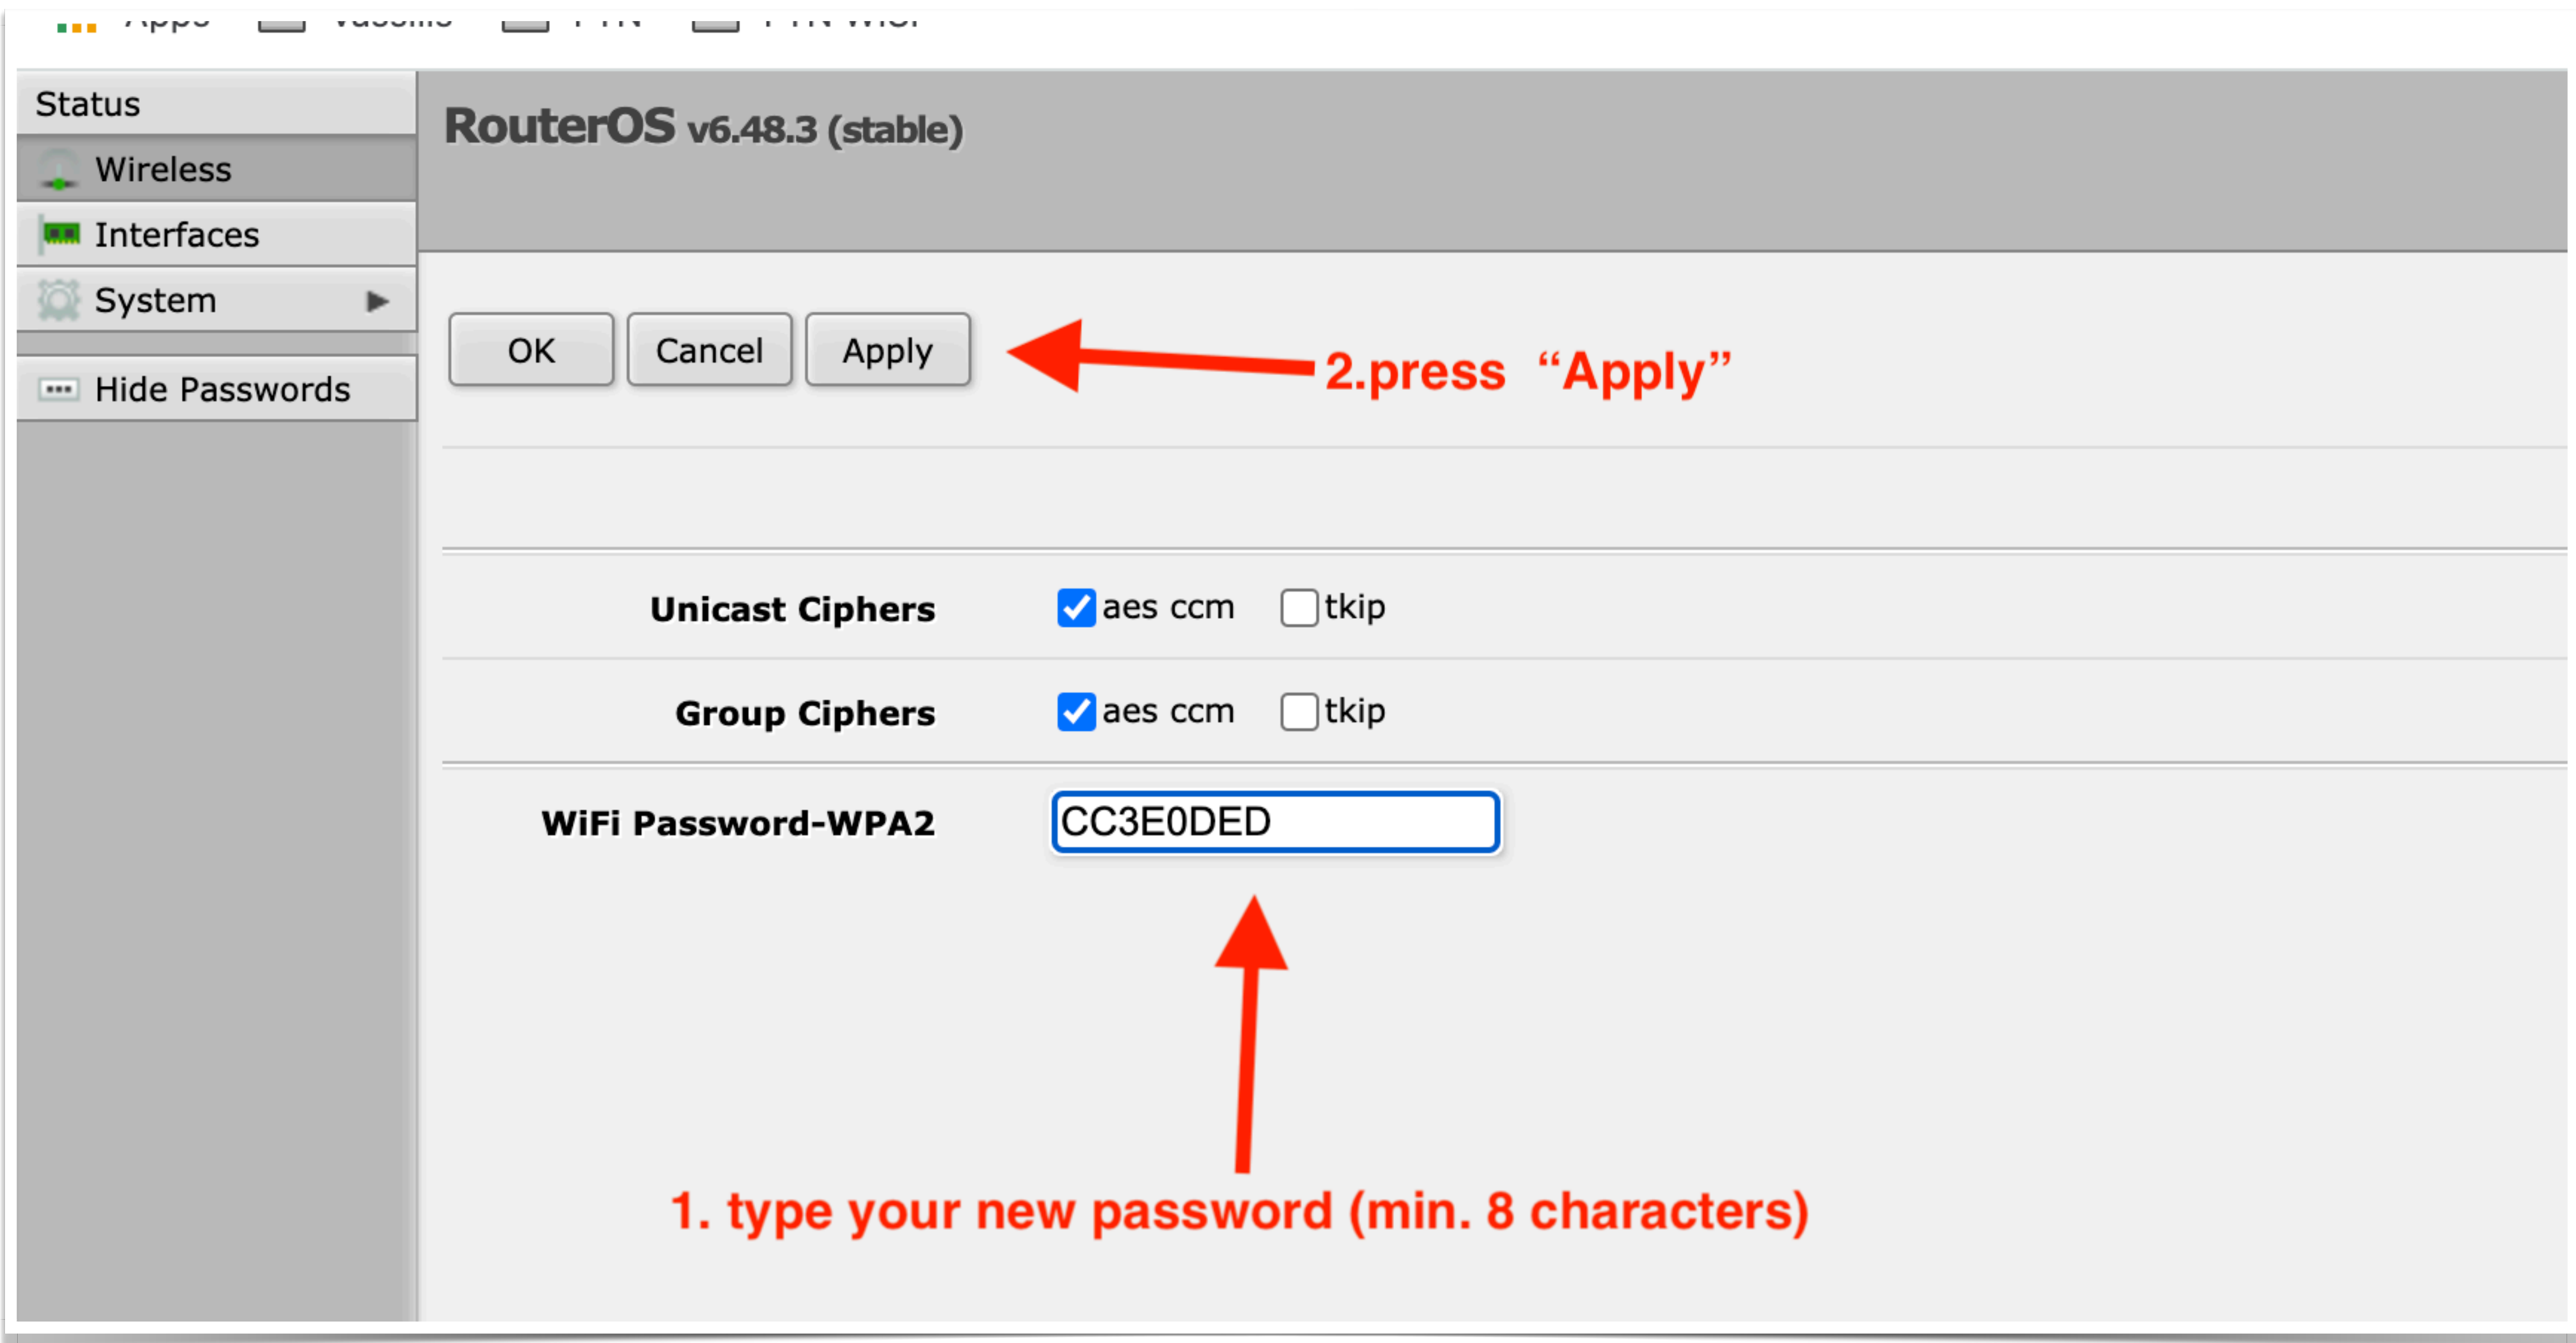 Status
RouterOS v6.48.3 (stable)
Wireless
Interfaces
System
Hide Passwords
OK Cancel Apply
2.press “Apply”
Unicast Ciphers aes ccm tkip
Group Ciphers aes ccm tkip
WiFi Password-WPA2 CC3E0DED
1. type your new password (min. 8 characters)